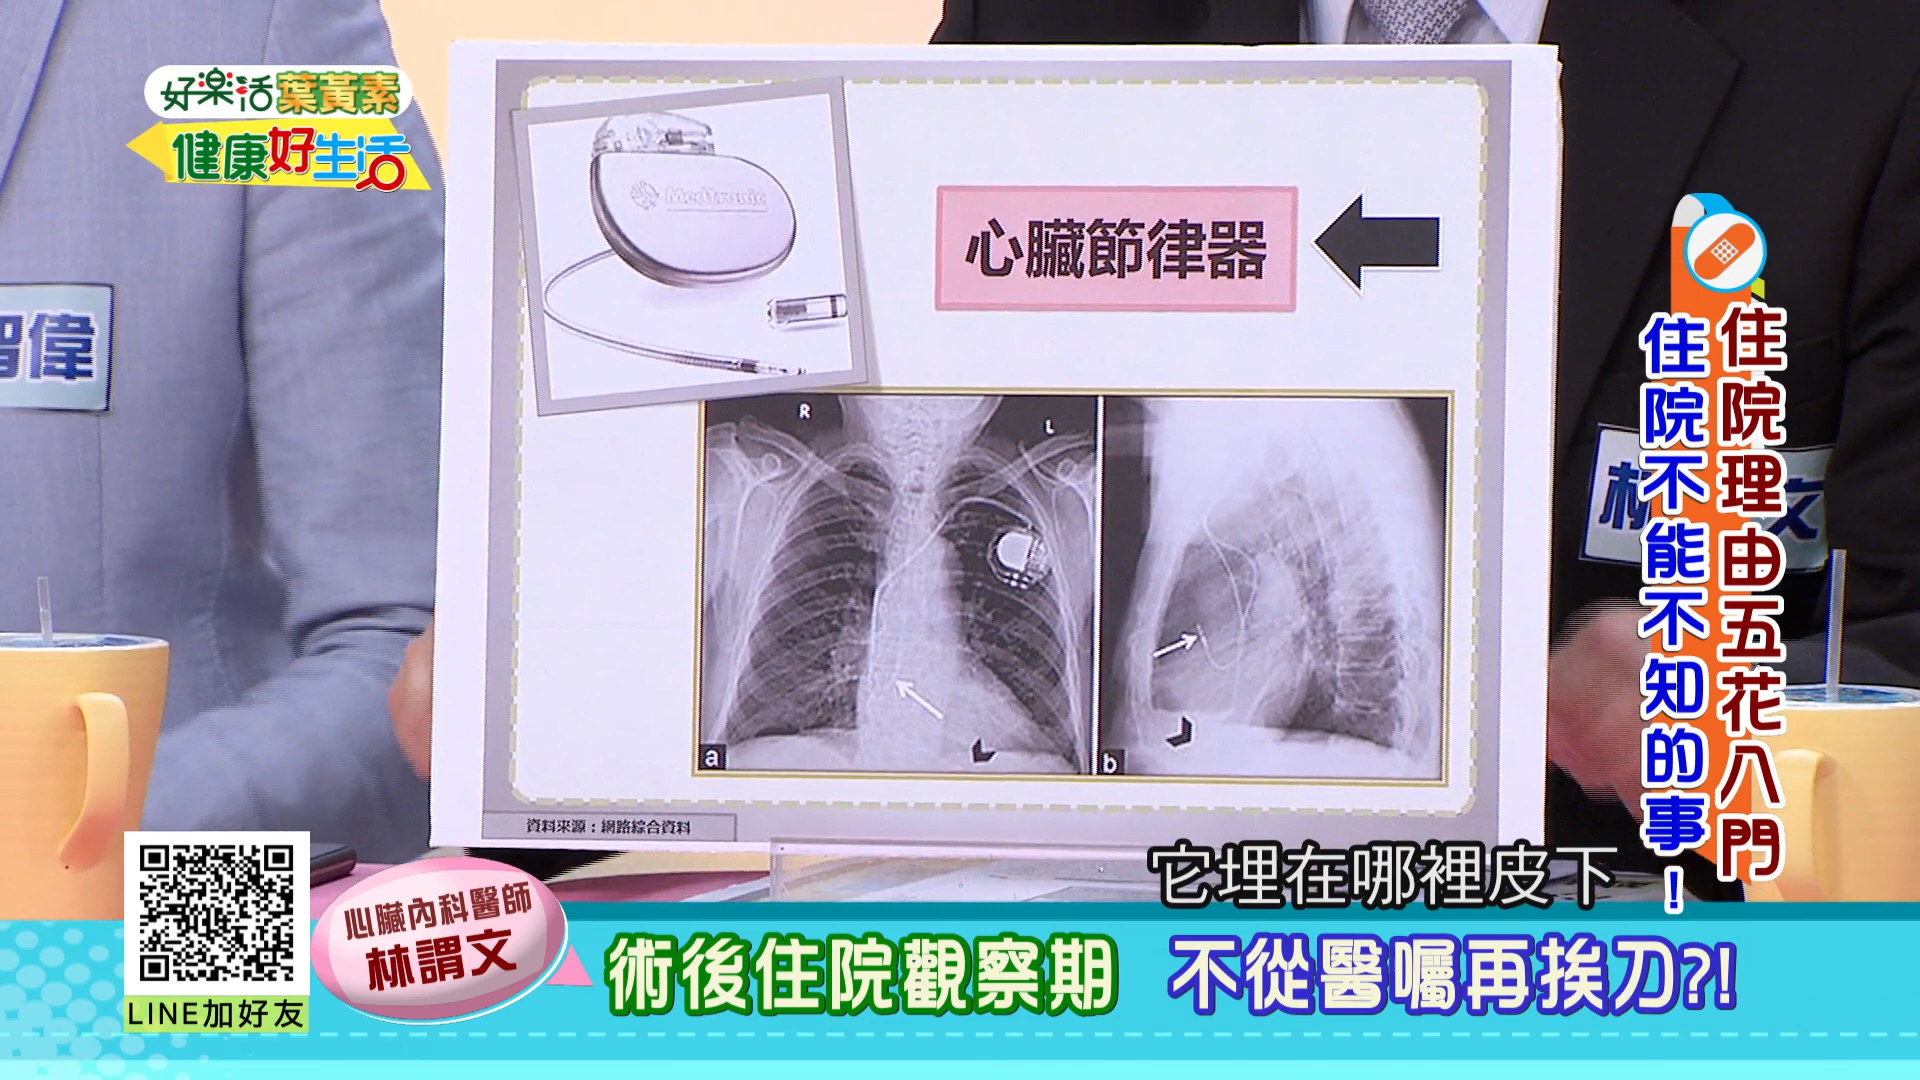 好樂活葉黃素
健康好生活
Medtronic
心臟節律器
R
L
a
b
資料來源：網路綜合資料
偉
文
住院理由五花八門
住院不能不知的事！
它埋在哪裡皮下
心臟內科醫師
林謂文
術後住院觀察期 不從醫囑再挨刀?!
LINE加好友